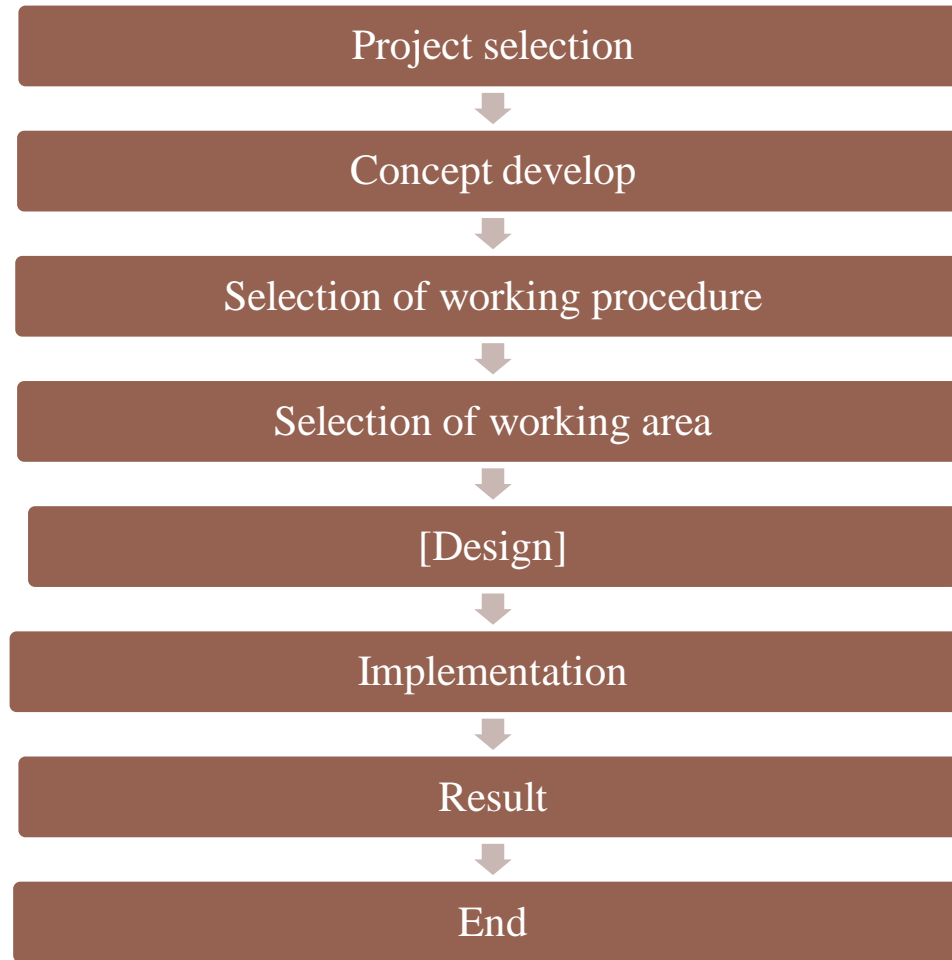 Project selection
Concept develop
Selection of working procedure
Selection of working area
[Design]
Implementation
Result
End